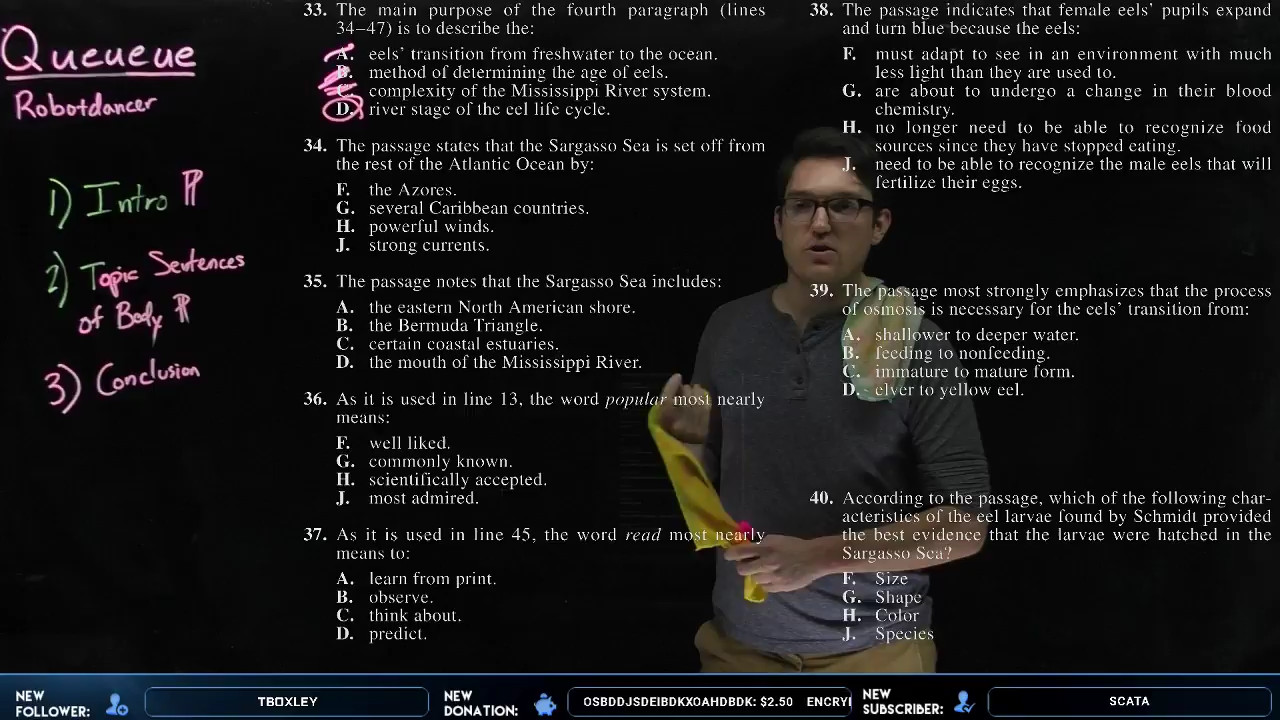 Queueue
Robotdancer
1) Intro ¶
2) Topic Sentences
of Body ¶
3) Conclusion
33. The main purpose of the fourth paragraph (lines
34–47) is to describe the:
A. eels’ transition from freshwater to the ocean.
B. method of determining the age of eels.
C. complexity of the Mississippi River system.
D. river stage of the eel life cycle.
34. The passage states that the Sargasso Sea is set off from
the rest of the Atlantic Ocean by:
F. the Azores.
G. several Caribbean countries.
H. powerful winds.
J. strong currents.
35. The passage notes that the Sargasso Sea includes:
A. the eastern North American shore.
B. the Bermuda Triangle.
C. certain coastal estuaries.
D. the mouth of the Mississippi River.
36. As it is used in line 13, the word popular most nearly
means:
F. well liked.
G. commonly known.
H. scientifically accepted.
J. most admired.
37. As it is used in line 45, the word read most nearly
means to:
A. learn from print.
B. observe.
C. think about.
D. predict.
38. The passage indicates that female eels’ pupils expand
and turn blue because the eels:
F. must adapt to see in an environment with much
less light than they are used to.
G. are about to undergo a change in their blood
chemistry.
H. no longer need to be able to recognize food
sources since they have stopped eating.
J. need to be able to recognize the male eels that will
fertilize their eggs.
39. The passage most strongly emphasizes that the process
of osmosis is necessary for the eels’ transition from:
A. shallower to deeper water.
B. feeding to nonfeeding.
C. immature to mature form.
D. elver to yellow eel.
40. According to the passage, which of the following char-
acteristics of the eel larvae found by Schmidt provided
the best evidence that the larvae were hatched in the
Sargasso Sea?
F. Size
G. Shape
H. Color
J. Species
NEW
FOLLOWER:
TBOXLEY
NEW
DONATION:
OSBDDJSDEIBDKXOAHDBDK: $2.50 ENCRYI
NEW
SUBSCRIBER:
SCATA